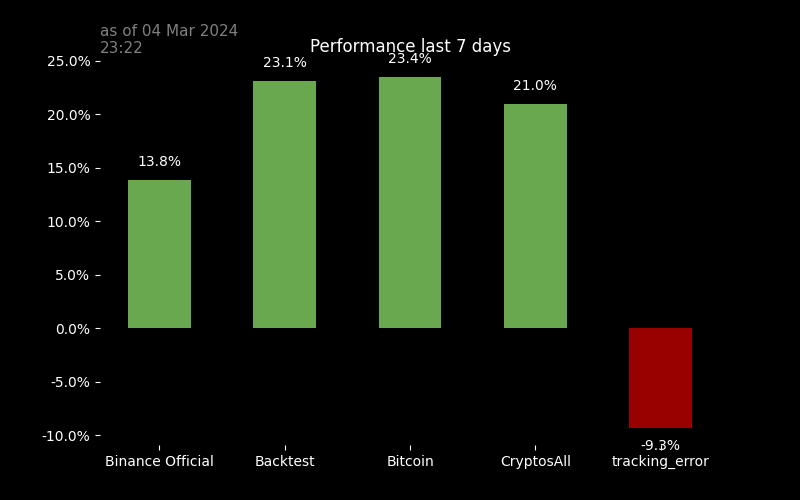 as of 04 Mar 2024
23:22
Performance last 7 days
25.0%
20.0%
15.0%
10.0%
5.0%
0.0%
-5.0%
-10.0%
13.8%
23.1%
23.4%
21.0%
-9.3%
Binance Official
Backtest
Bitcoin
CryptosAll
tracking_error